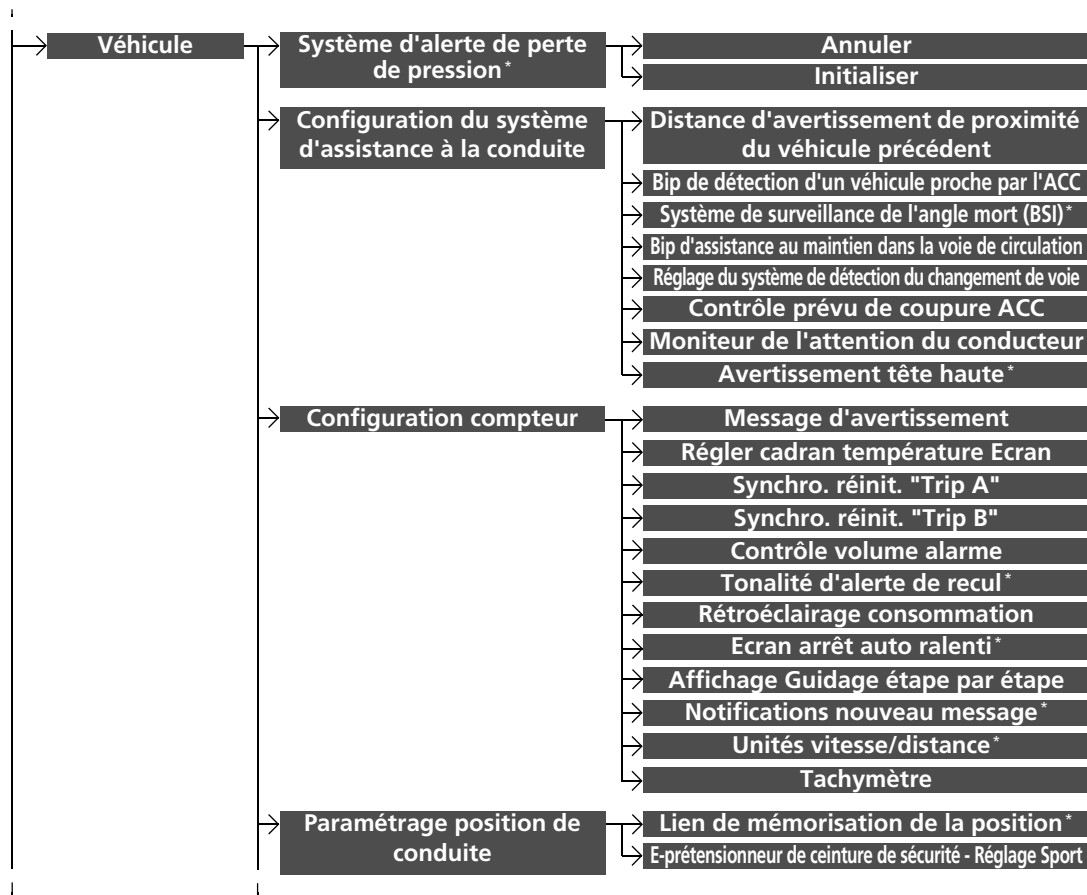 Véhicule
Système d'alerte de perte
de pression*
Annuler
Initialiser
Configuration du système
d'assistance à la conduite
Distance d'avertissement de proximité
du véhicule précédent
Bip de détection d'un véhicule proche par l'ACC
Système de surveillance de l'angle mort (BSI)*
Bip d'assistance au maintien dans la voie de circulation
Réglage du système de détection du changement de voie
Contrôle prévu de coupure ACC
Moniteur de l'attention du conducteur
Avertissement tête haute*
Configuration compteur
Message d'avertissement
Régler cadran température Ecran
Synchro. réinit. "Trip A"
Synchro. réinit. "Trip B"
Contrôle volume alarme
Tonalité d'alerte de recul*
Rétroéclairage consommation
Ecran arrêt auto ralenti*
Affichage Guidage étape par étape
Notifications nouveau message*
Unités vitesse/distance*
Tachymètre
Paramétrage position de
conduite
Lien de mémorisation de la position*
E-prétensionneur de ceinture de sécurité - Réglage Sport